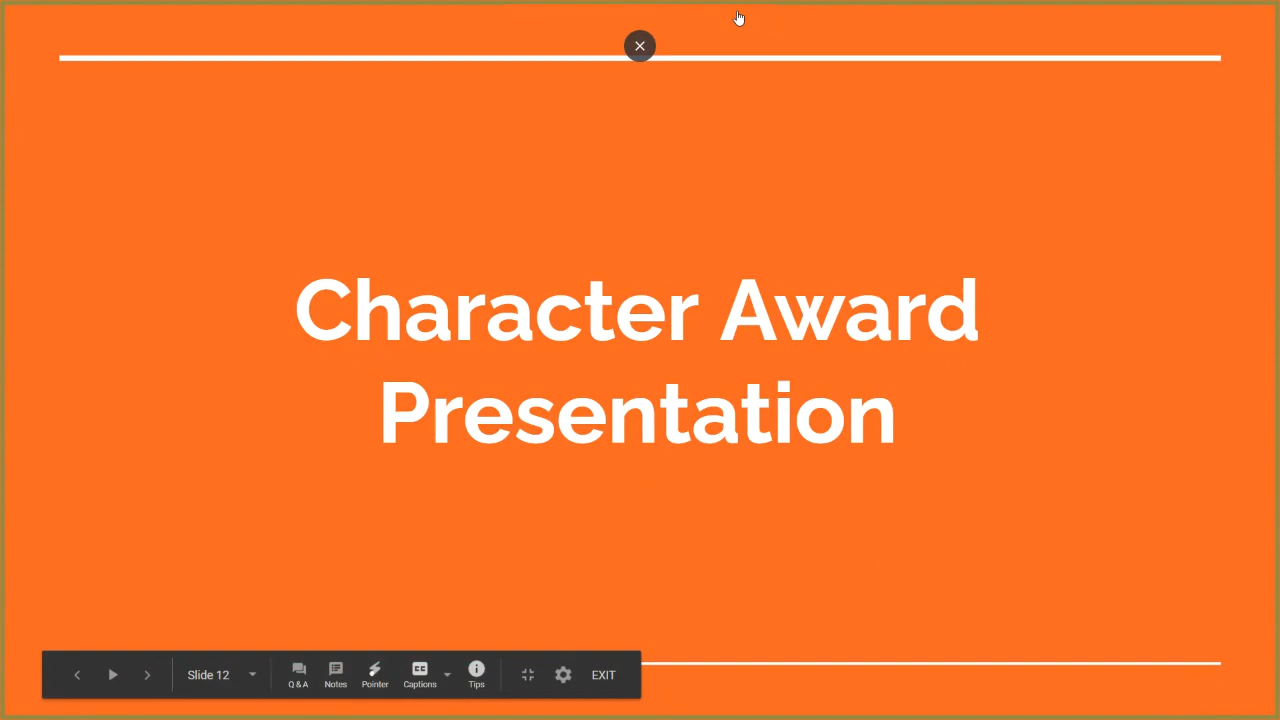 Character Award
Presentation
Slide 12
Q & A
Notes
Pointer
Captions
Tips
EXIT